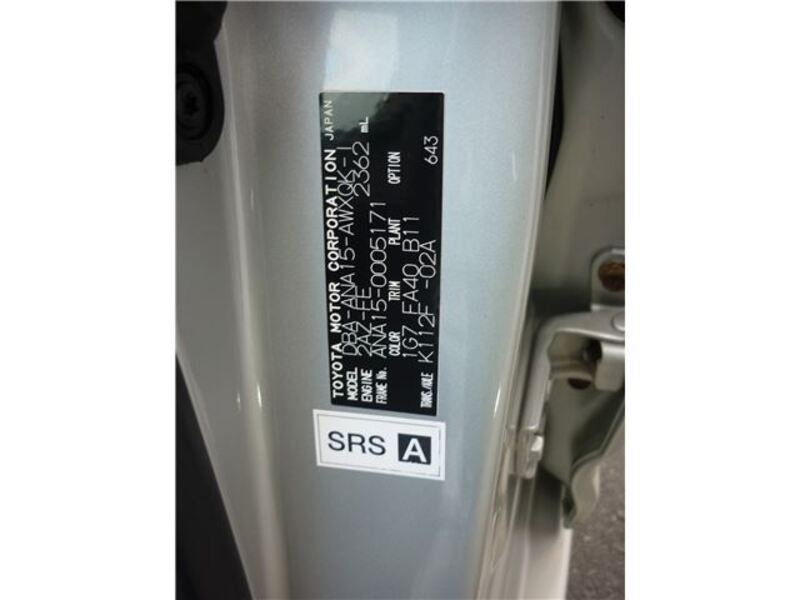 TOYOTA MOTOR CORPORATION JAPAN
MODEL DBA-ANA15-AWXQK-I
ENGINE 2AZ-FE 2362 mL
FRAME No. ANA15-0005171
COLOR TRIM PLANT OPTION
1G7 FA40 B11 643
TRANS./AXLE K112F -02A
SRS A